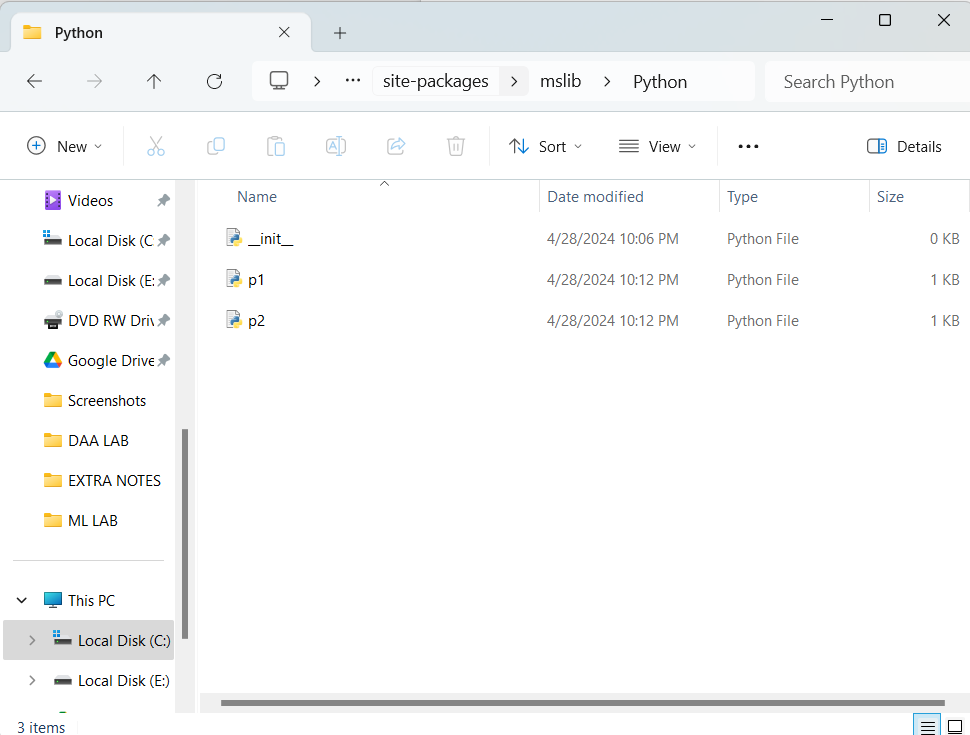 Python
site-packages
mslib
Python
Search Python
New
Sort
View
Details
Name
Date modified
Type
Size
Videos
Local Disk (C
Local Disk (E:
DVD RW Driv
Google Drive
Screenshots
DAA LAB
EXTRA NOTES
ML LAB
This PC
Local Disk (C:)
Local Disk (E:)
__init__ 4/28/2024 10:06 PM Python File 0 KB
p1 4/28/2024 10:12 PM Python File 1 KB
p2 4/28/2024 10:12 PM Python File 1 KB
3 items